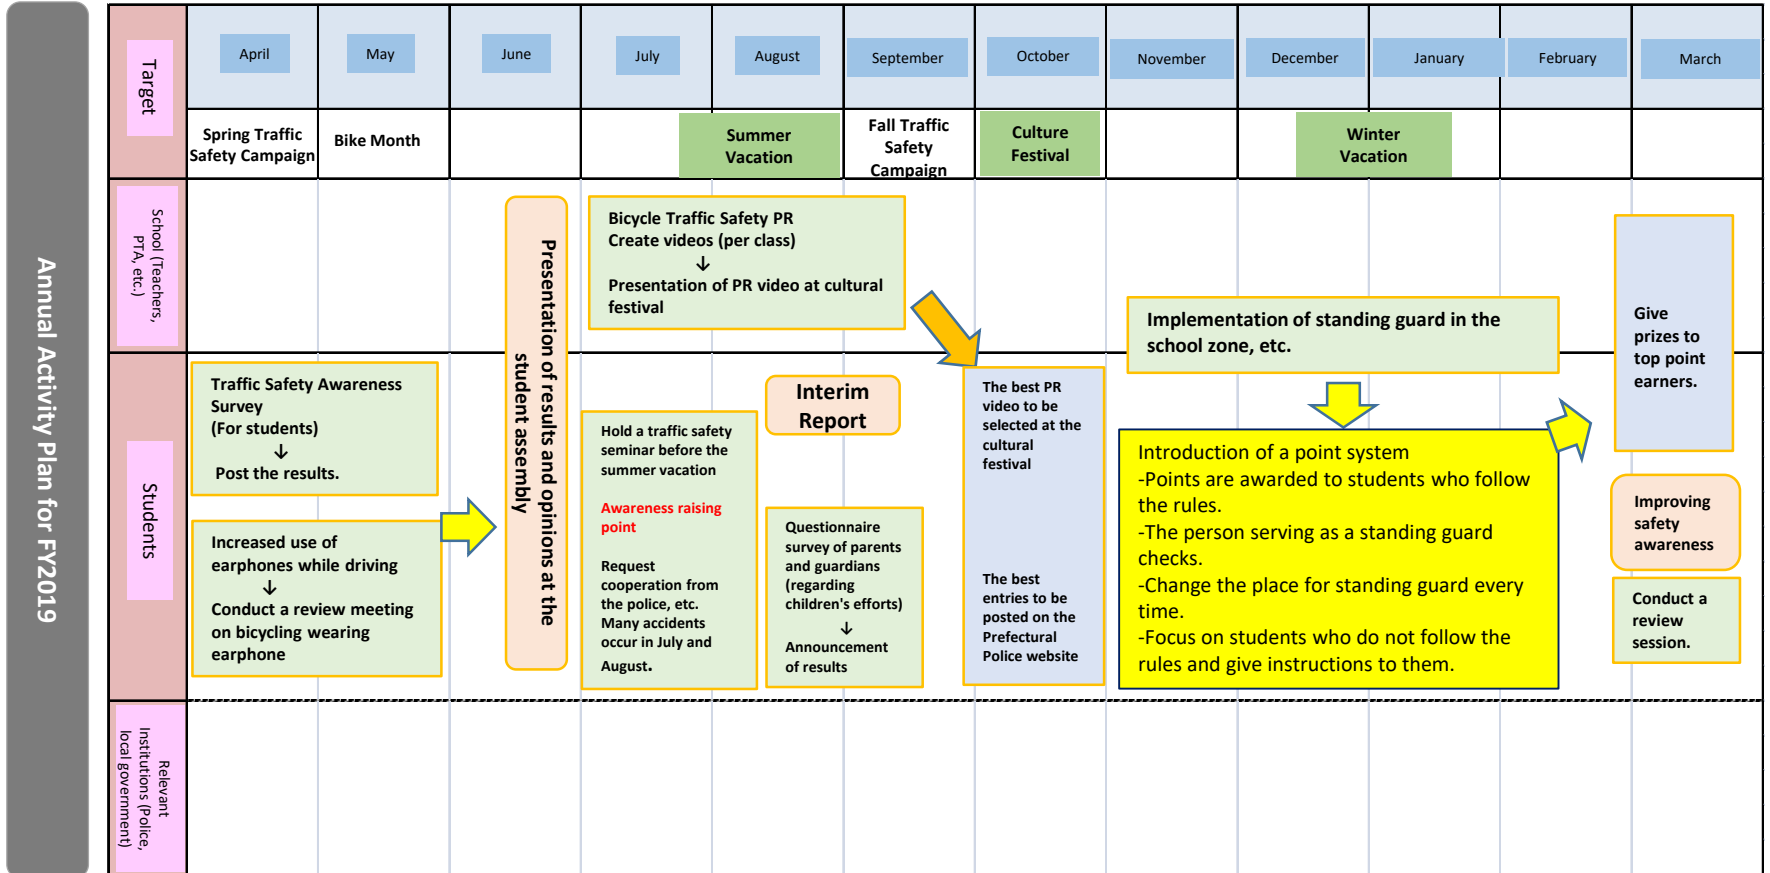 Annual Activity Plan for FY2019
Target
April
May
June
July
August
September
October
November
December
January
February
March
Spring Traffic
Safety Campaign
Bike Month
Summer
Vacation
Fall Traffic
Safety
Campaign
Culture
Festival
Winter
Vacation
School (Teachers,
PTA, etc.)
Students
Relevant
Institutions (Police,
local government)
Traffic Safety Awareness
Survey
(For students)
↓
Post the results.
Increased use of
earphones while driving
↓
Conduct a review meeting
on bicycling wearing
earphone
Presentation of results and opinions at the
student assembly
Bicycle Traffic Safety PR
Create videos (per class)
↓
Presentation of PR video at cultural
festival
Hold a traffic safety
seminar before the
summer vacation
Awareness raising
point
Request
cooperation from
the police, etc.
Many accidents
occur in July and
August.
Interim
Report
Questionnaire
survey of parents
and guardians
(regarding
children's efforts)
↓
Announcement
of results
The best PR
video to be
selected at the
cultural
festival
The best
entries to be
posted on the
Prefectural
Police website
Implementation of standing guard in the
school zone, etc.
Introduction of a point system
-Points are awarded to students who follow
the rules.
-The person serving as a standing guard
checks.
-Change the place for standing guard every
time.
-Focus on students who do not follow the
rules and give instructions to them.
Give
prizes to
top point
earners.
Improving
safety
awareness
Conduct a
review
session.